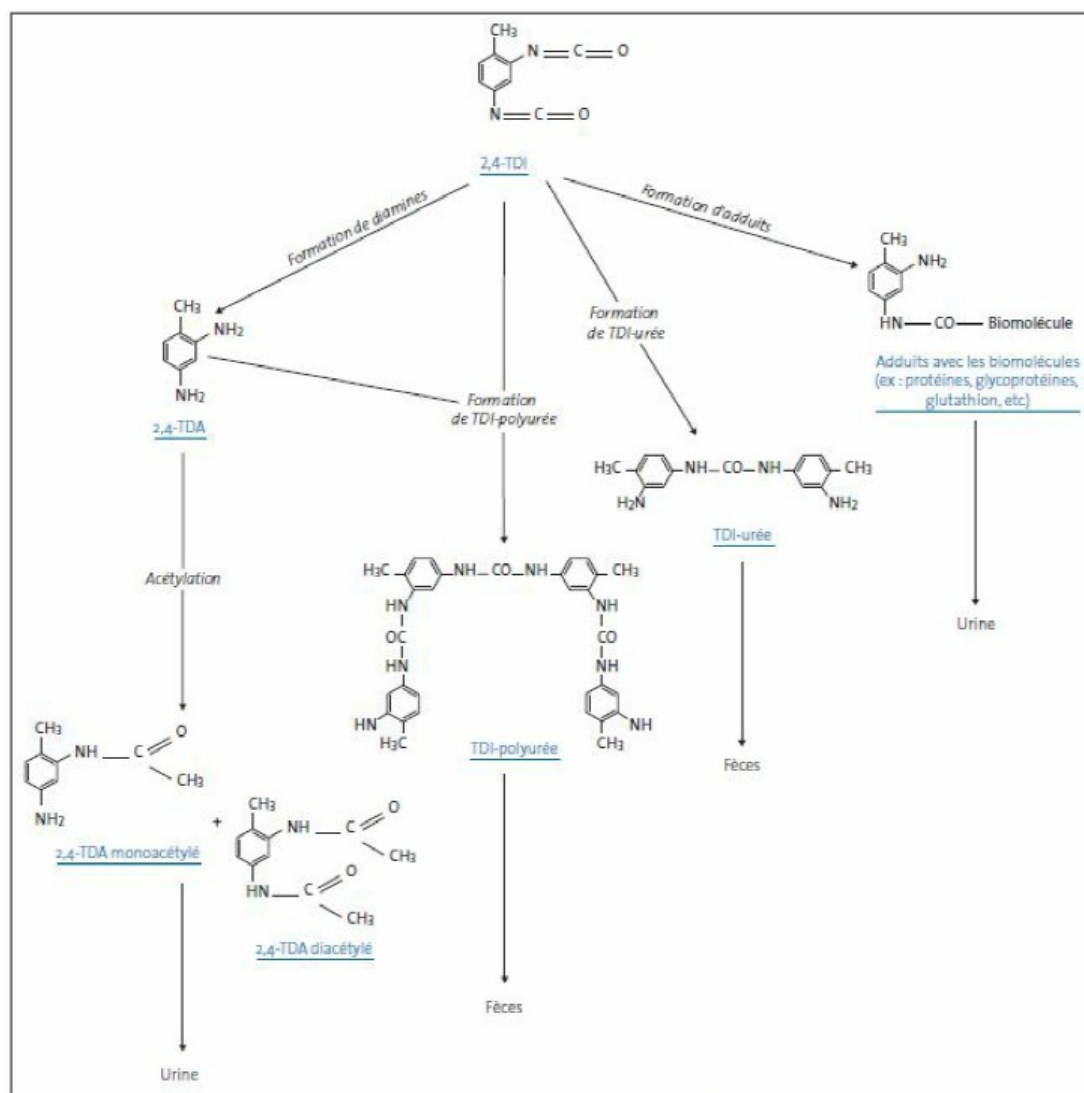 CH₃
N=C=O
N=C=O
2,4-TDI
Formation de diamines
Formation d'adduits
CH₃
NH₂
HN—CO—Biomolécule
Adduits avec les biomolécules
(ex : protéines, glycoprotéines,
glutathion, etc)
CH₃
NH₂
NH₂
2,4-TDA
Formation
de TDI-urée
Formation
de TDI-polyurée
H₃C NH—CO—NH CH₃
H₂N NH₂
TDI-urée
Acétylation
H₃C NH—CO—NH CH₃
HN NH
OC CO
HN NH
HN NH
H₃C CH₃
TDI-polyurée
Urine
Fèces
CH₃
NH—C=O
CH₃
NH₂
2,4-TDA monoacétylé
+
CH₃
NH—C=O
CH₃
HN—C=O
CH₃
2,4-TDA diacétylé
Fèces
Urine